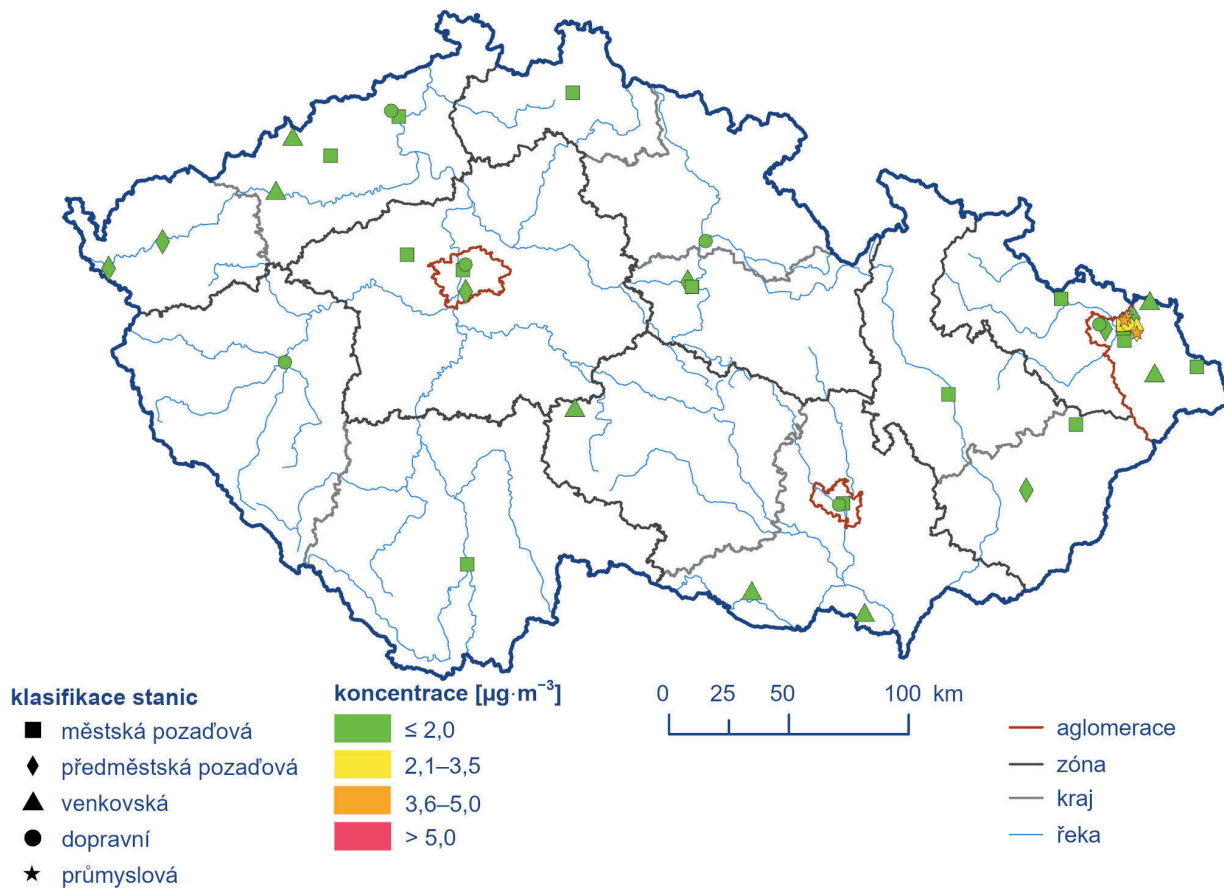 klasifikace stanic
městská pozaďová
předměstská pozaďová
venkovská
dopravní
průmyslová
koncentrace [µg·m⁻³]
≤ 2,0
2,1–3,5
3,6–5,0
> 5,0
0 25 50 100 km
aglomerace
zóna
kraj
řeka